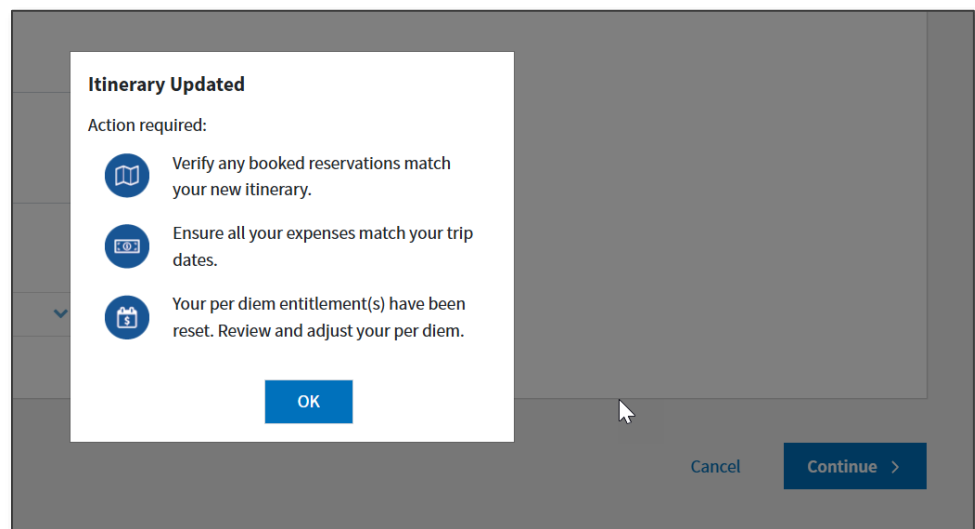 Itinerary Updated
Action required:
Verify any booked reservations match
your new itinerary.
Ensure all your expenses match your trip
dates.
Your per diem entitlement(s) have been
reset. Review and adjust your per diem.
OK
Cancel
Continue